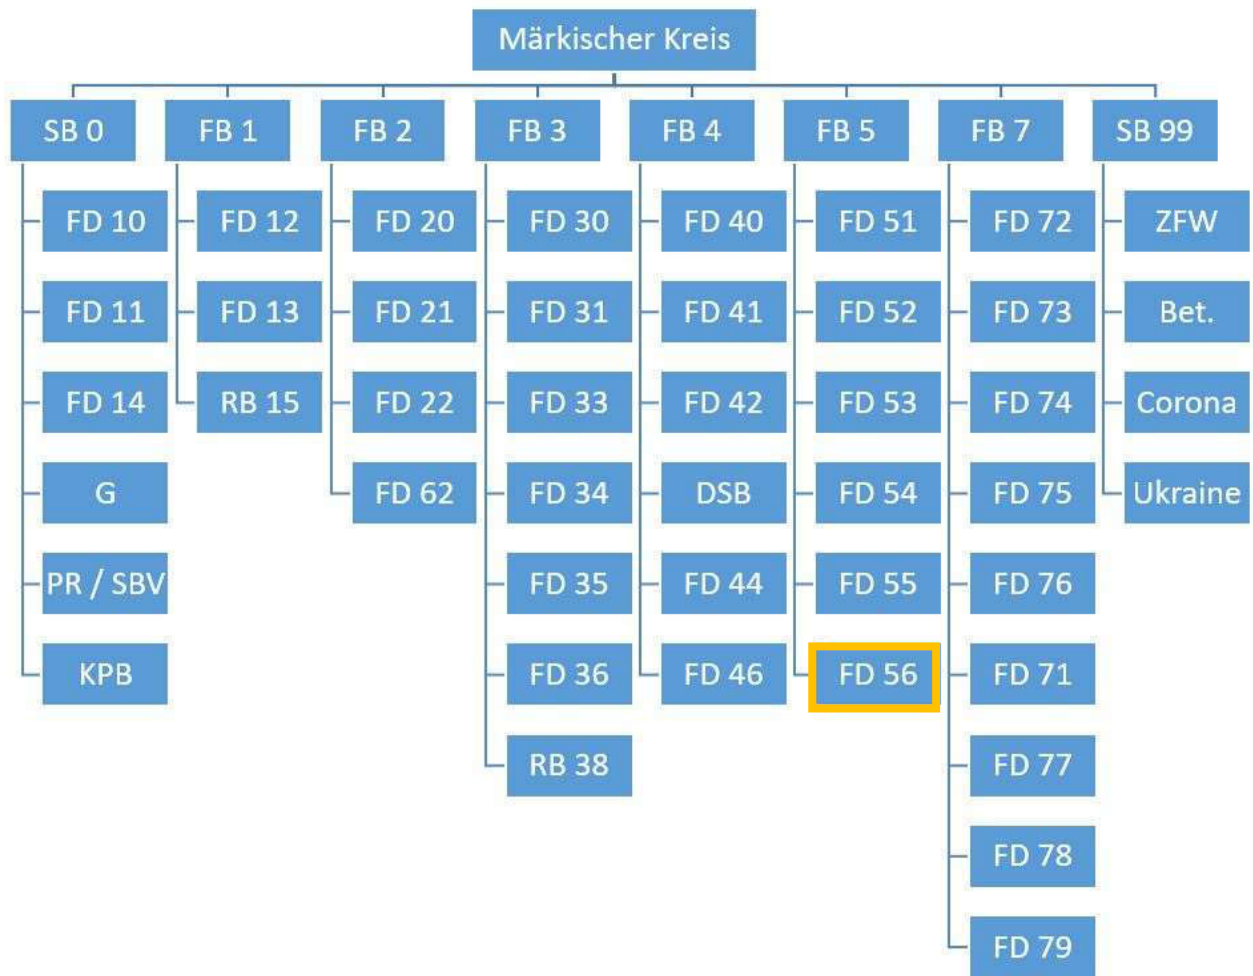 Märkischer Kreis
SB 0
FB 1
FB 2
FB 3
FB 4
FB 5
FB 7
SB 99
FD 10
FD 12
FD 20
FD 30
FD 40
FD 51
FD 72
ZFW
FD 11
FD 13
FD 21
FD 31
FD 41
FD 52
FD 73
Bet.
FD 14
RB 15
FD 22
FD 33
FD 42
FD 53
FD 74
Corona
G
FD 62
FD 34
DSB
FD 54
FD 75
Ukraine
PR / SBV
FD 35
FD 44
FD 55
FD 76
KPB
FD 36
FD 46
FD 56
FD 71
RB 38
FD 77
FD 78
FD 79